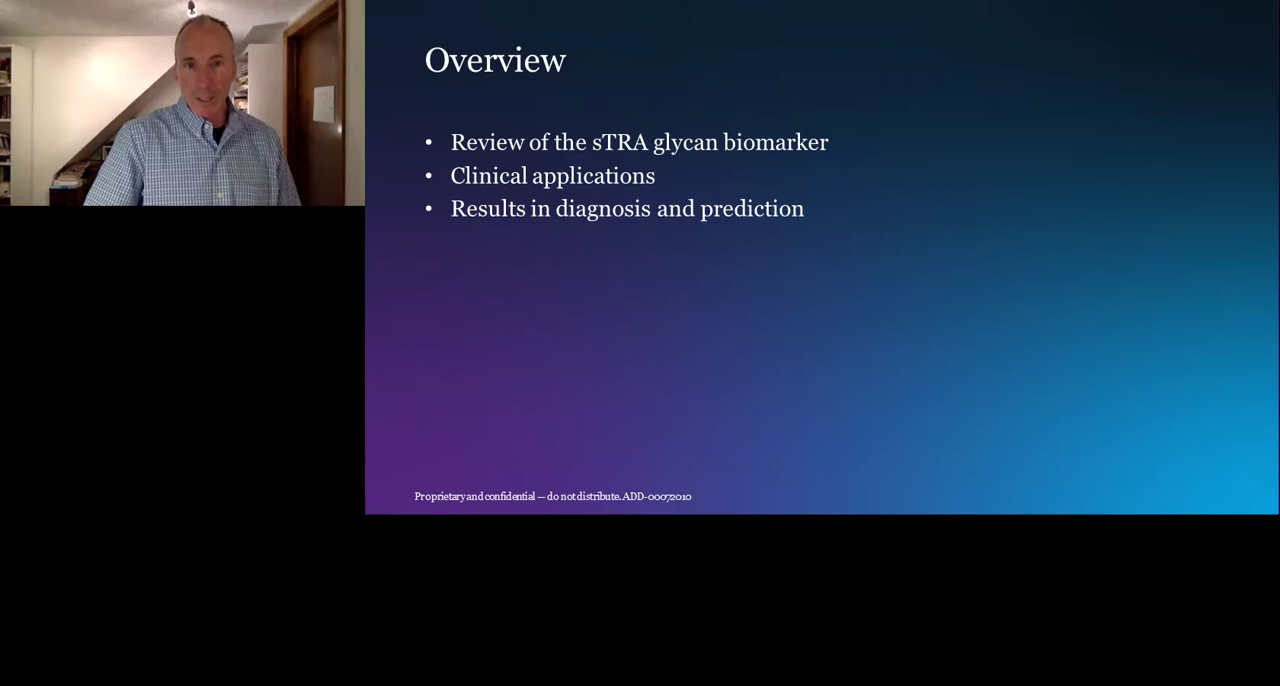 Overview
• Review of the sTRA glycan biomarker
• Clinical applications
• Results in diagnosis and prediction
Proprietary and confidential — do not distribute. ADD-00072010